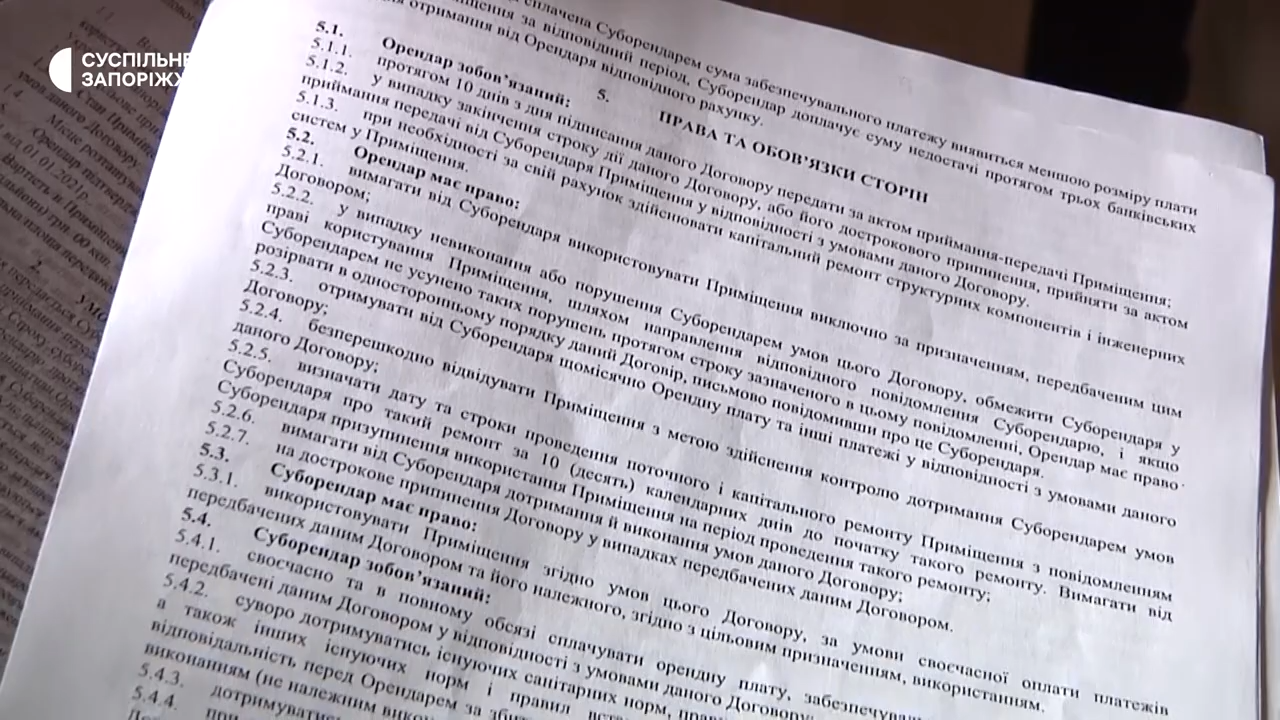 СУСПІЛЬНЕ
ЗАПОРІЖЖ
сплачена Суборендарем сума забезпечувального платежу виявиться меншою розміру плати
за відповідний період, Суборендар доплачує суму недостачі протягом трьох банківських
отримання від Орендаря відповідного рахунку.
5. ПРАВА ТА ОБОВ'ЯЗКИ СТОРІН
5.1. Орендар зобов'язаний:
5.1.1. протягом 10 днів з дня підписання даного Договору передати за актом приймання-передачі Приміщення;
5.1.2. у випадку закінчення строку дії даного Договору, або його дострокового припинення, прийняти за актом
приймання передачі від Суборендаря Приміщення у відповідності з умовами даного Договору.
5.1.3. при необхідності за свій рахунок здійснювати капітальний ремонт структурних компонентів і інженерних
систем у Приміщення.
5.2. Орендар має право:
5.2.1. вимагати від Суборендаря використовувати Приміщення виключно за призначенням, передбаченим цим
Договором;
5.2.2. у випадку невиконання або порушення Суборендарем умов цього Договору, обмежити Суборендаря у
праві користування Приміщення, шляхом направлення відповідного повідомлення Суборендарю, і якщо
Суборендарем не усунено таких порушень протягом строку зазначеного в цьому повідомленні, Орендар має право
розірвати в односторонньому порядку даний Договір, письмово повідомивши про це Суборендаря.
5.2.3. отримувати від Суборендаря щомісячно Орендну плату та інші платежі у відповідності з умовами даного
Договору;
5.2.4. безперешкодно відвідувати Приміщення з метою здійснення контролю дотримання Суборендарем умов
даного Договору;
5.2.5. визначати дату та строки проведення поточного і капітального ремонту Приміщення з повідомленням
Суборендаря про такий ремонт за 10 (десять) календарних днів до початку такого ремонту. Вимагати від
Суборендаря призупинення використання Приміщення на період проведення такого ремонту;
5.2.6. вимагати від Суборендаря дотримання й виконання умов даного Договору;
5.2.7. на дострокове припинення Договору у випадках передбачених даним Договором.
5.3. Суборендар має право:
5.3.1. використовувати Приміщення згідно умов цього Договору, за умови своєчасної оплати платежів
передбачених даним Договором та його належного, згідно з цільовим призначенням, використанням.
5.4. Суборендар зобов'язаний:
5.4.1. своєчасно та в повному обсязі сплачувати орендну плату,
передбачені даним Договором у відповідності з умовами даного Договору;
5.4.2. суворо дотримуватись існуючих санітарних норм,
а також інших існуючих норм і правил
відповідальність перед Орендарем за
виконанням (не належним
5.4.3.
5.4.4.